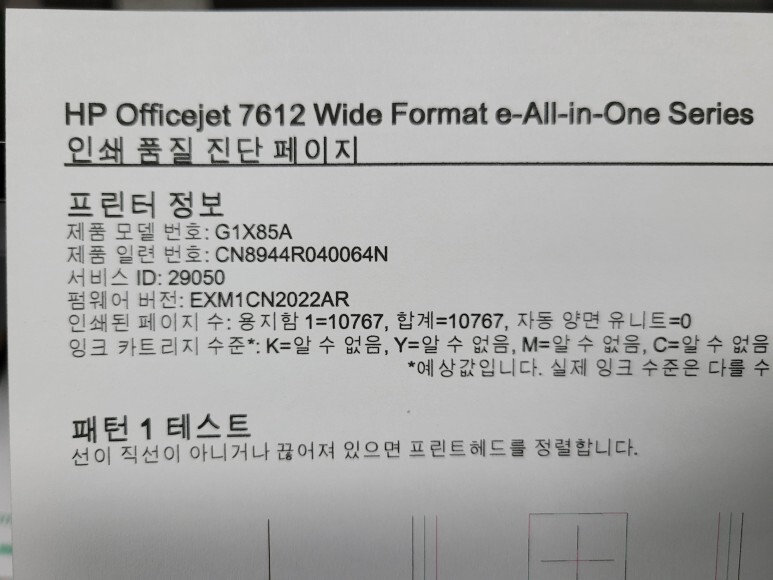 HP Officejet 7612 Wide Format e-All-in-One Series
인쇄 품질 진단 페이지
프린터 정보
제품 모델 번호: G1X85A
제품 일련 번호: CN8944R040064N
서비스 ID: 29050
펌웨어 버전: EXM1CN2022AR
인쇄된 페이지 수: 용지함 1=10767, 합계=10767, 자동 양면 유니트=0
잉크 카트리지 수준*: K=알 수 없음, Y=알 수 없음, M=알 수 없음, C=알 수 없음
*예상값입니다. 실제 잉크 수준은 다를 수
패턴 1 테스트
선이 직선이 아니거나 끊어져 있으면 프린트헤드를 정렬합니다.